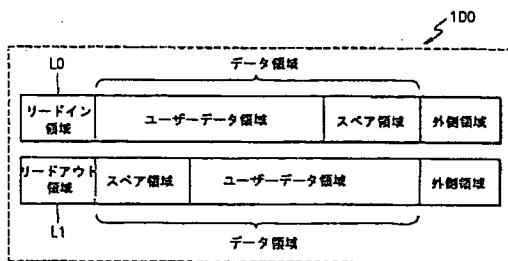 100
L0
データ領域
リードイン
領域
ユーザーデータ領域
スペア領域
外側領域
リードアウト
領域
スペア領域
ユーザーデータ領域
外側領域
L1
データ領域